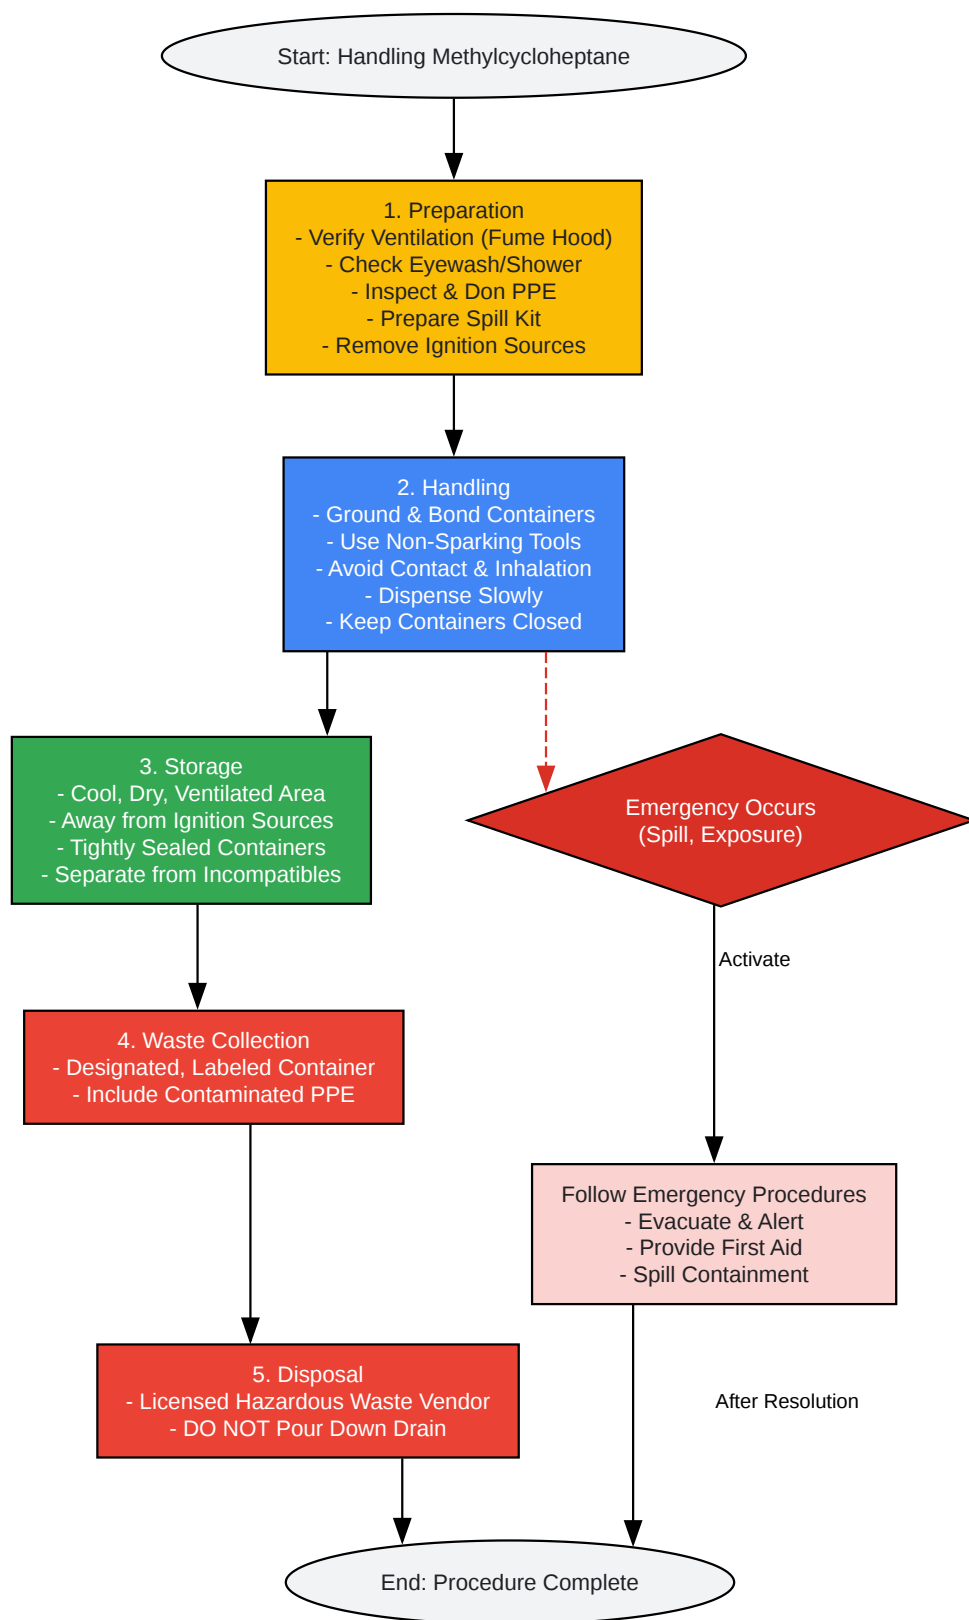 Start: Handling Methylcycloheptane
1. Preparation
- Verify Ventilation (Fume Hood)
- Check Eyewash/Shower
- Inspect & Don PPE
- Prepare Spill Kit
- Remove Ignition Sources
2. Handling
- Ground & Bond Containers
- Use Non-Sparking Tools
- Avoid Contact & Inhalation
- Dispense Slowly
- Keep Containers Closed
3. Storage
- Cool, Dry, Ventilated Area
- Away from Ignition Sources
- Tightly Sealed Containers
- Separate from Incompatibles
Emergency Occurs
(Spill, Exposure)
Activate
4. Waste Collection
- Designated, Labeled Container
- Include Contaminated PPE
Follow Emergency Procedures
- Evacuate & Alert
- Provide First Aid
- Spill Containment
5. Disposal
- Licensed Hazardous Waste Vendor
- DO NOT Pour Down Drain
After Resolution
End: Procedure Complete